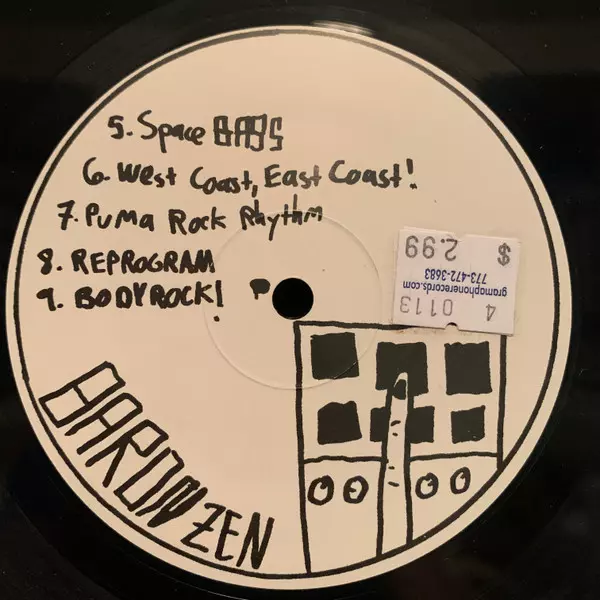 5. Space BABS
6. West Coast, East Coast!
7. Puma Rock Rhythm
8. REPROGRAM
9. BODYROCK!
P
BARON ZEN
4 0113
gramophonerecords.com
773-472-3683
$ 2.99